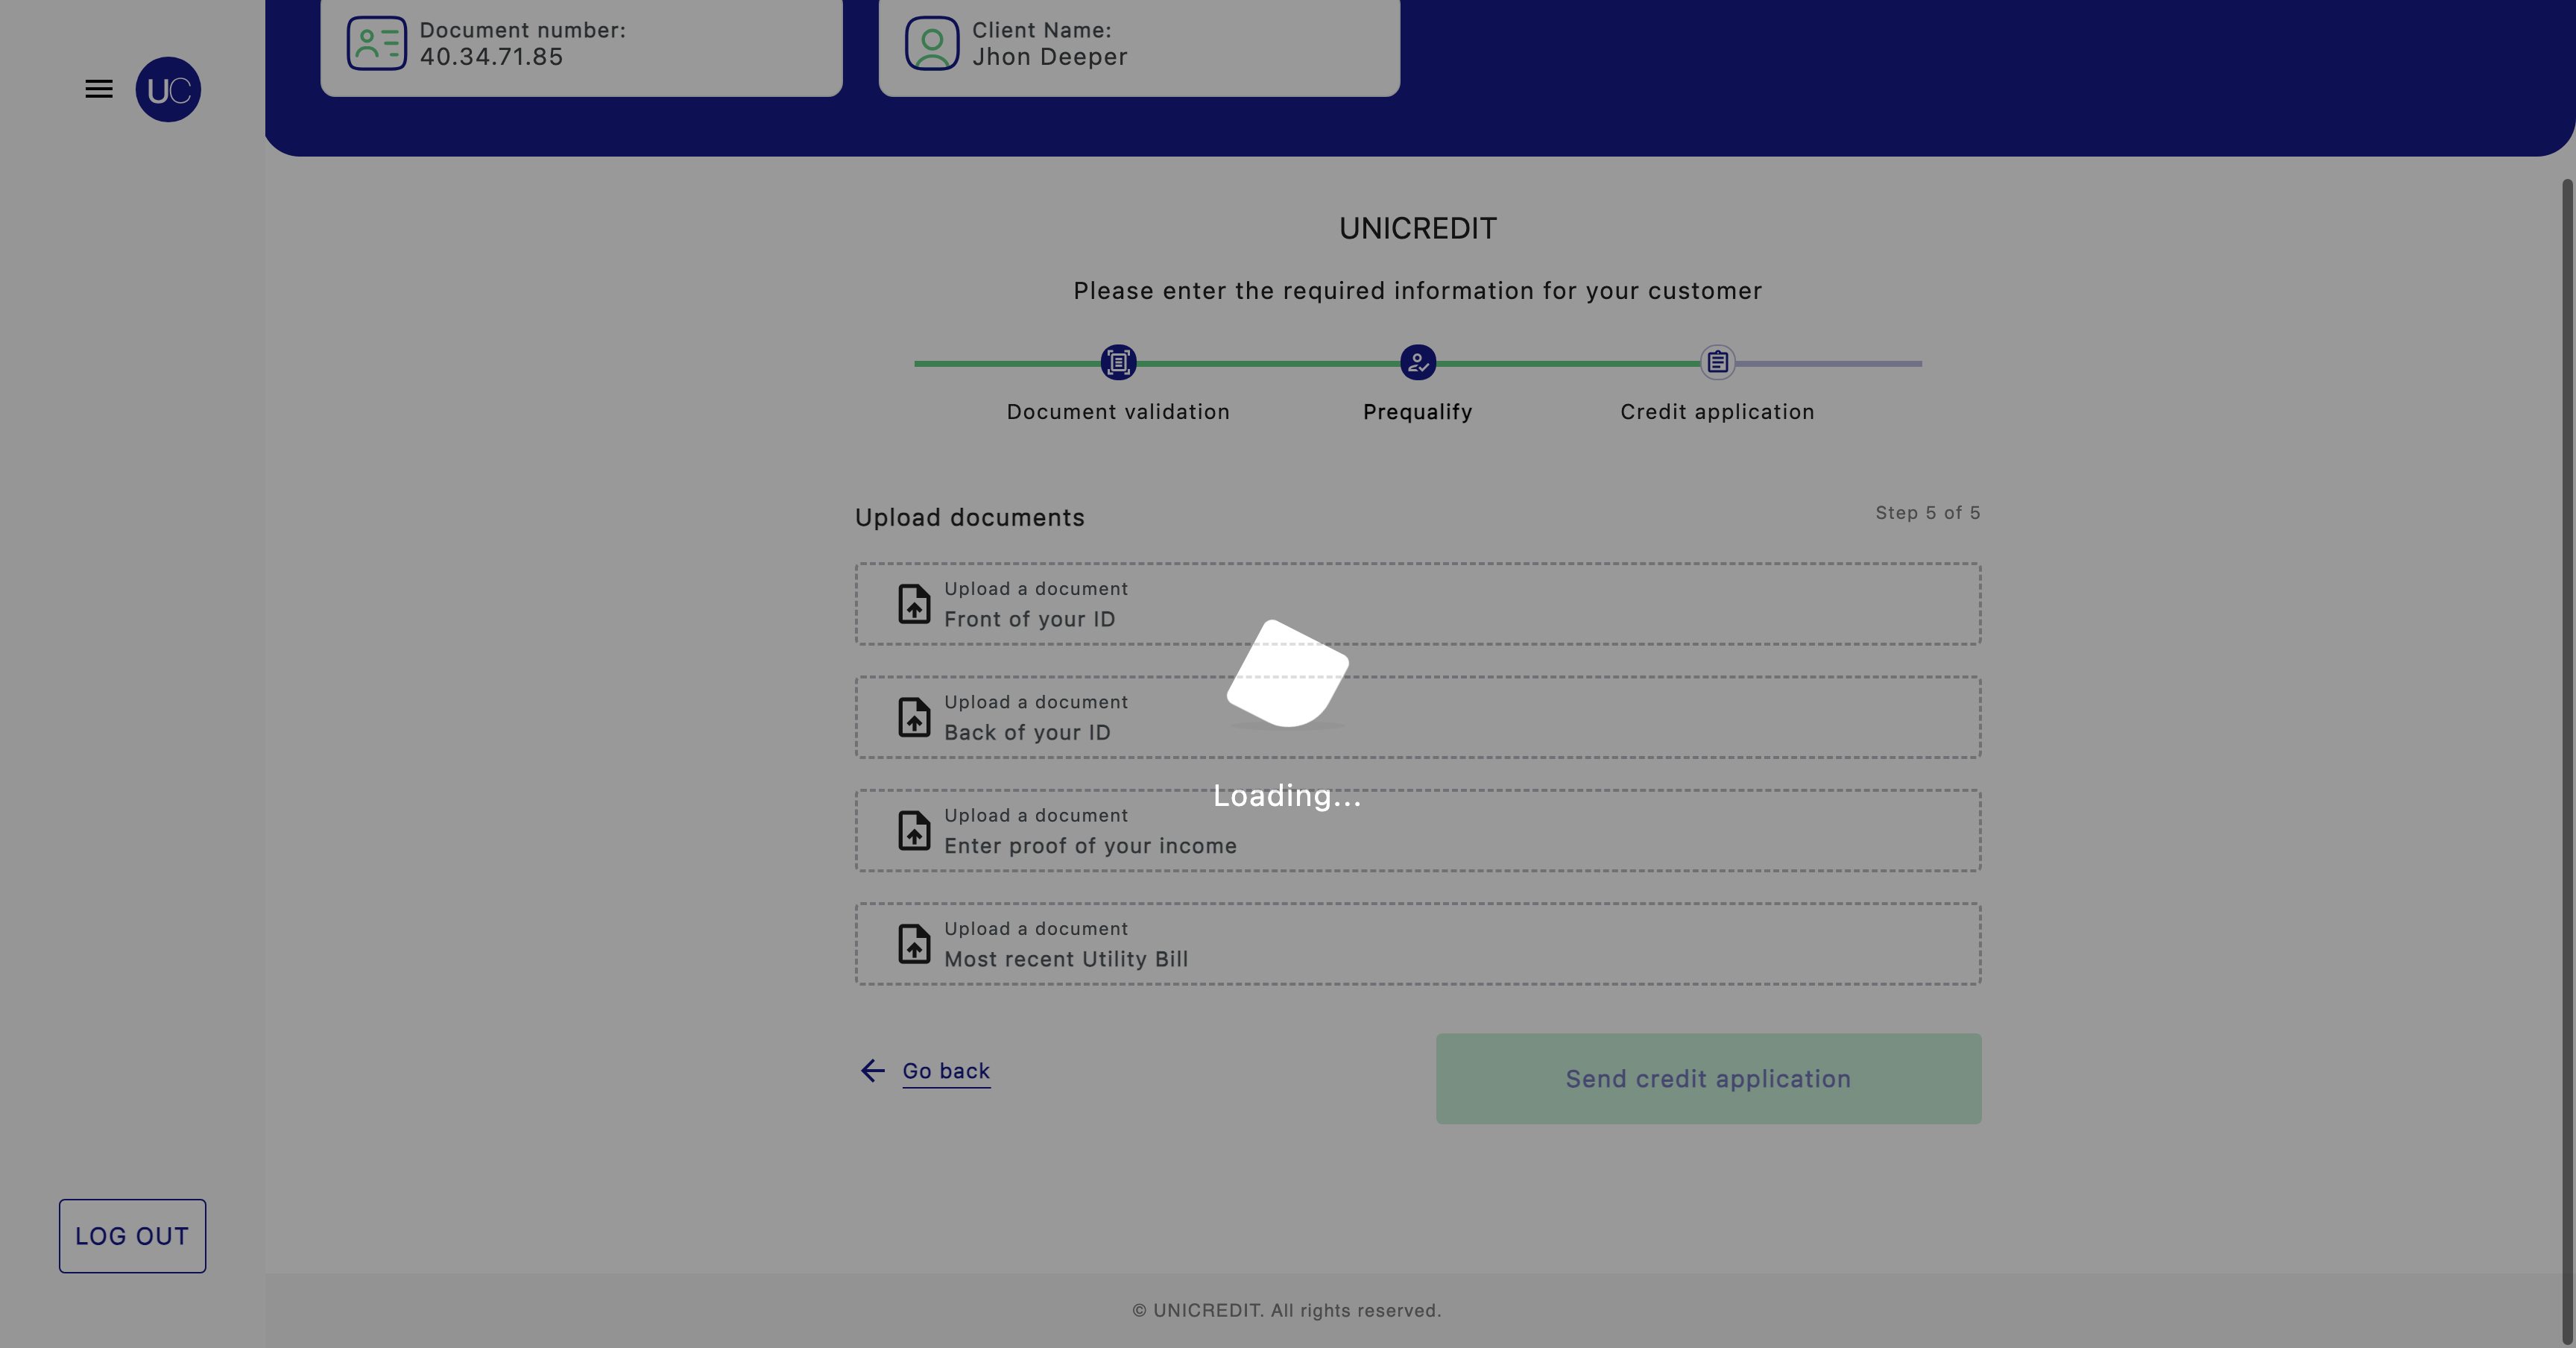 Document number:
40.34.71.85
Client Name:
Jhon Deeper
UC
UNICREDIT
Please enter the required information for your customer
Document validation
Prequalify
Credit application
Upload documents
Step 5 of 5
Upload a document
Front of your ID
Upload a document
Back of your ID
Loading...
Upload a document
Enter proof of your income
Upload a document
Most recent Utility Bill
Go back
Send credit application
LOG OUT
© UNICREDIT. All rights reserved.